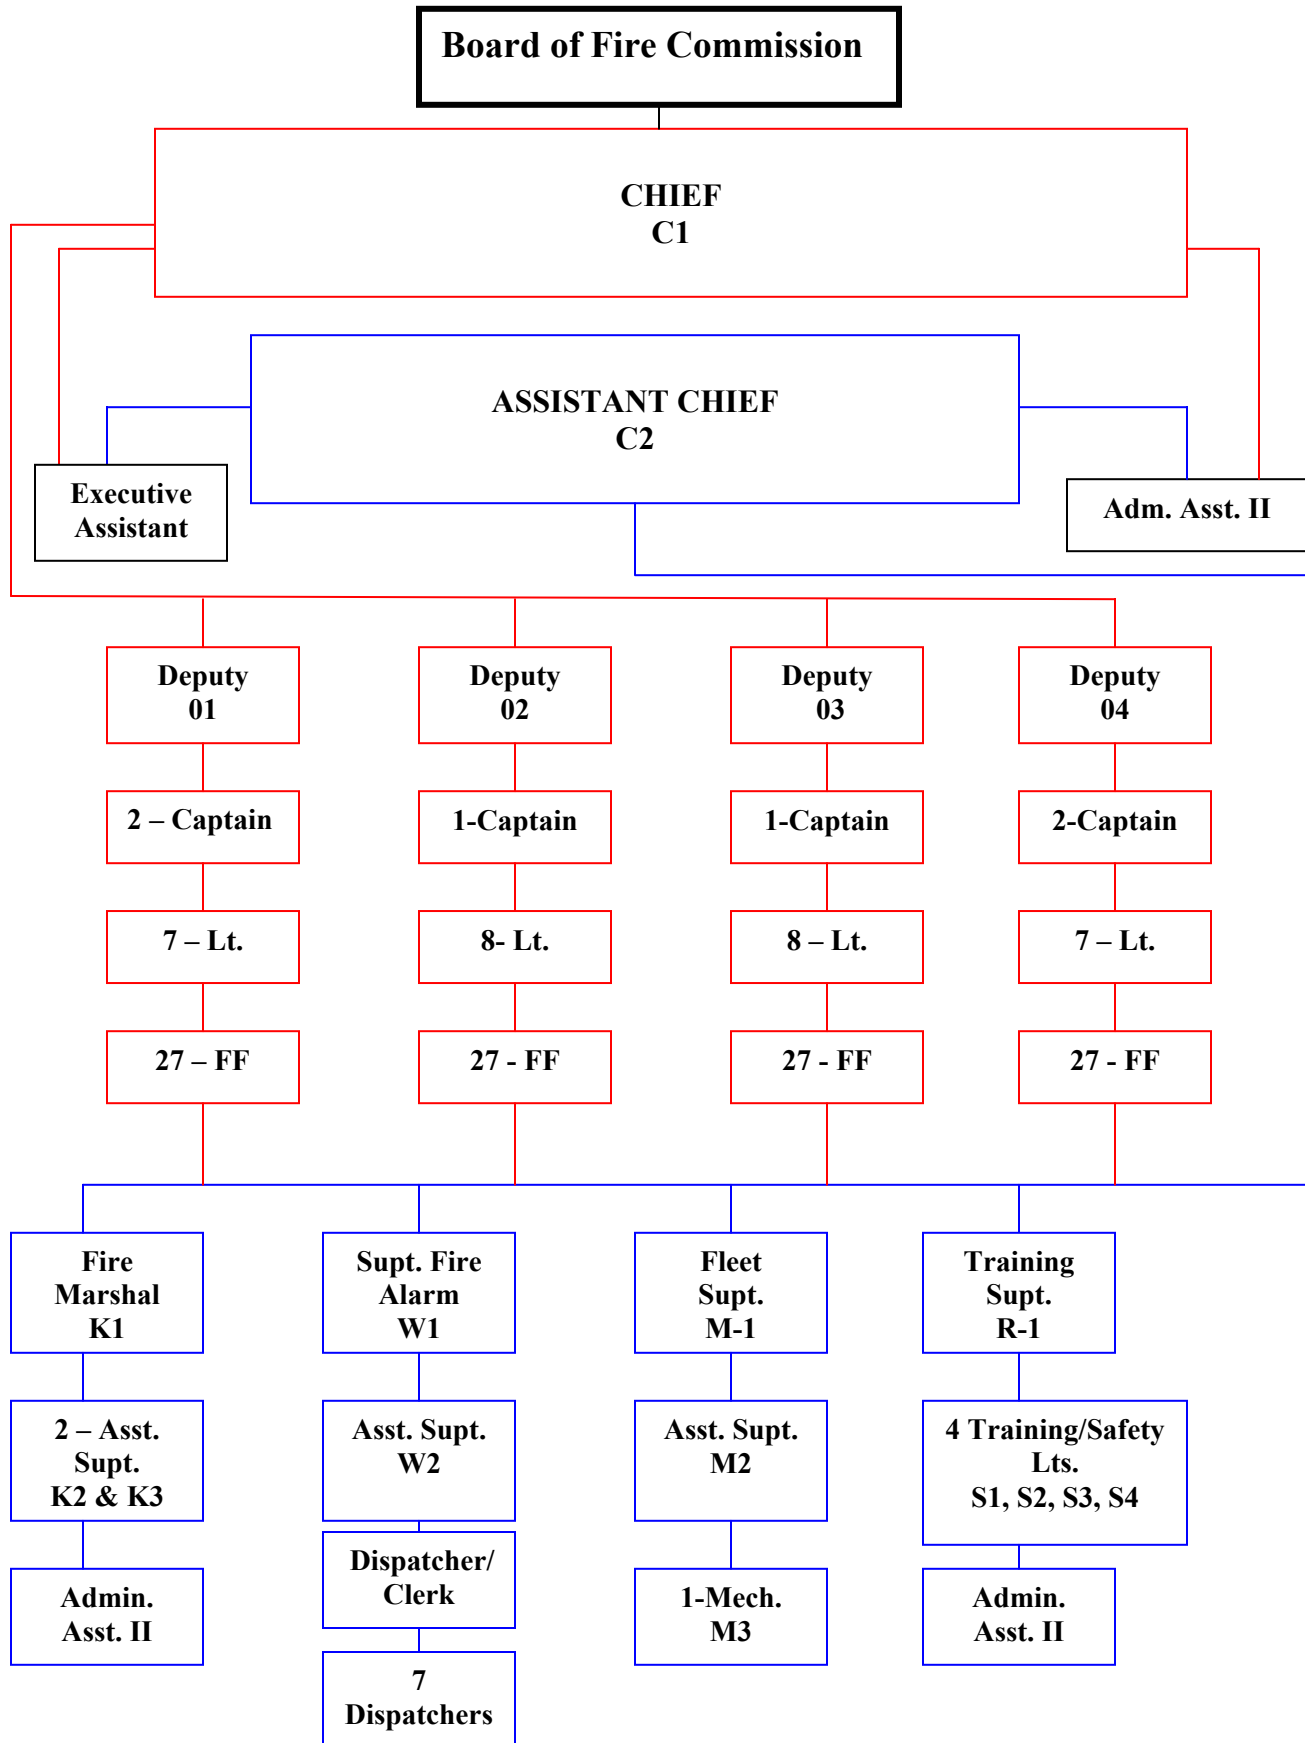 Board of Fire Commission
CHIEF
C1
ASSISTANT CHIEF
C2
Executive
Assistant
Adm. Asst. II
Deputy
01
Deputy
02
Deputy
03
Deputy
04
2 – Captain
1-Captain
1-Captain
2-Captain
7 – Lt.
8- Lt.
8 – Lt.
7 – Lt.
27 – FF
27 - FF
27 - FF
27 - FF
Fire
Marshal
K1
Supt. Fire
Alarm
W1
Fleet
Supt.
M-1
Training
Supt.
R-1
2 – Asst.
Supt.
K2 & K3
Asst. Supt.
W2
Asst. Supt.
M2
4 Training/Safety
Lts.
S1, S2, S3, S4
Dispatcher/
Clerk
Admin.
Asst. II
1-Mech.
M3
Admin.
Asst. II
7
Dispatchers